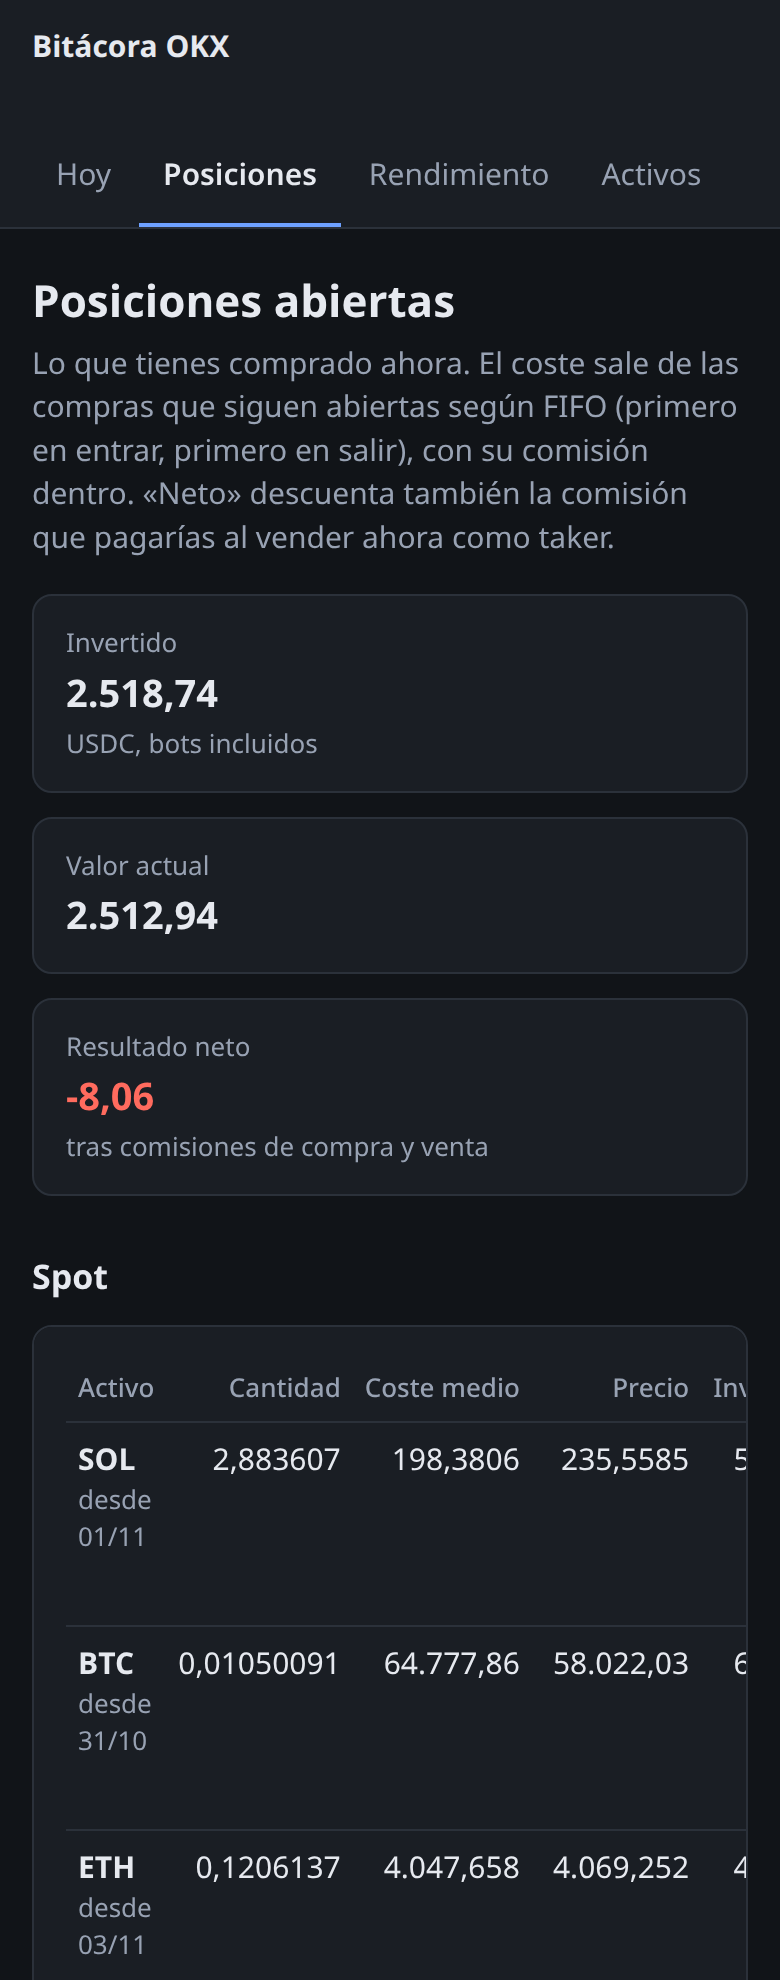 Bitácora OKX
Hoy Posiciones Rendimiento Activos
Posiciones abiertas
Lo que tienes comprado ahora. El coste sale de las
compras que siguen abiertas según FIFO (primero
en entrar, primero en salir), con su comisión
dentro. «Neto» descuenta también la comisión
que pagarías al vender ahora como taker.
Invertido
2.518,74
USDC, bots incluidos
Valor actual
2.512,94
Resultado neto
-8,06
tras comisiones de compra y venta
Spot
Activo Cantidad Coste medio Precio
SOL 2,883607 198,3806 235,5585
desde
01/11
BTC 0,01050091 64.777,86 58.022,03
desde
31/10
ETH 0,1206137 4.047,658 4.069,252
desde
03/11